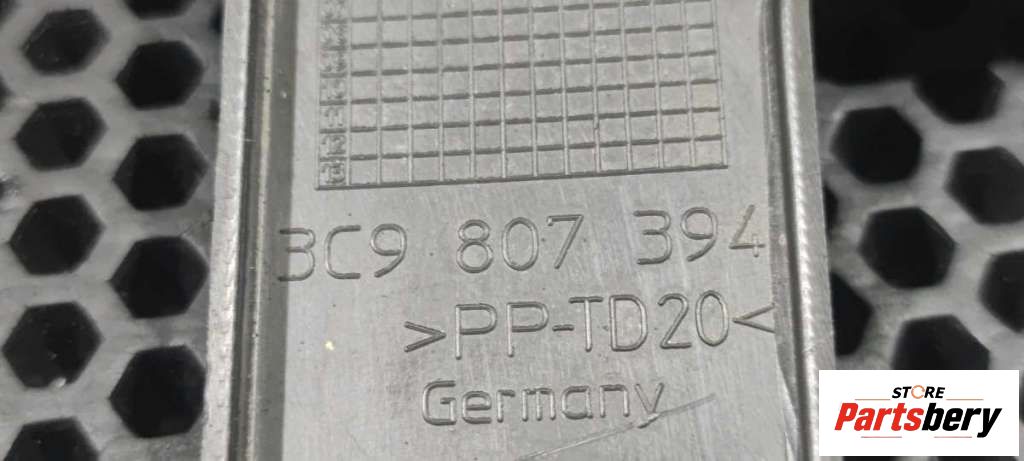 3C9 807 394
>PP-TD20<
Germany
STORE
Partsbery